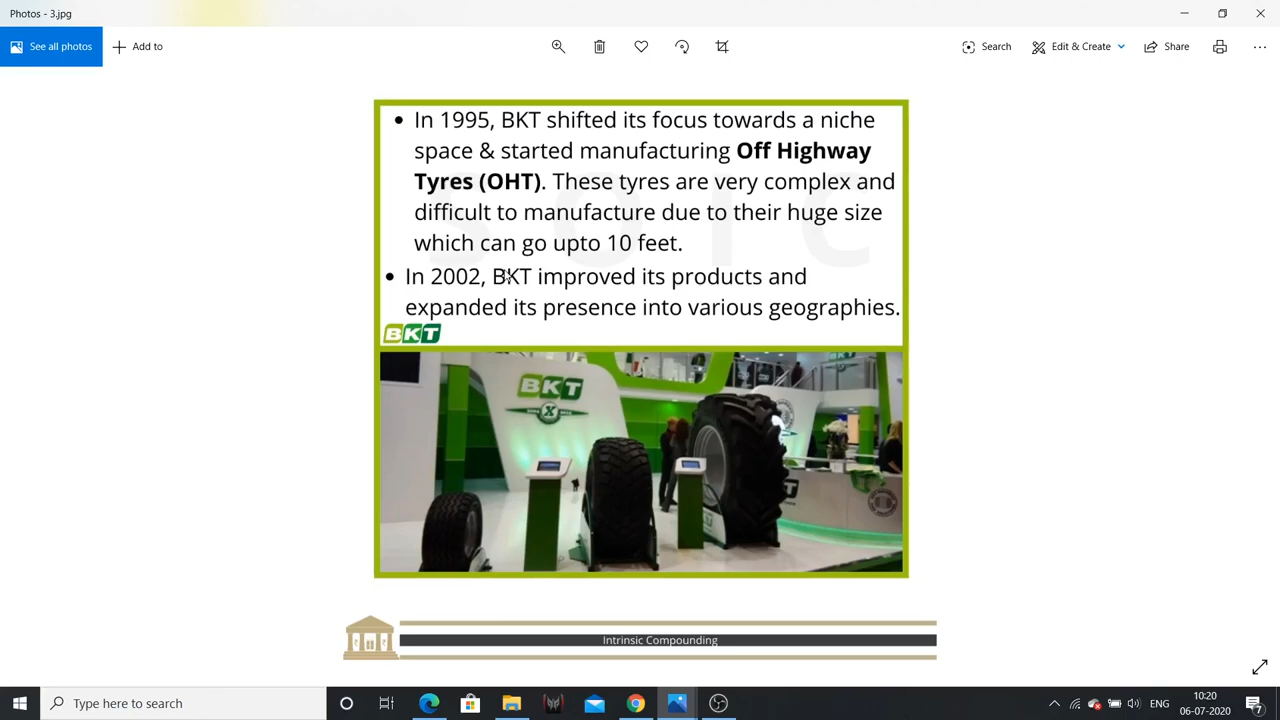 Photos - 3.jpg
See all photos
Add to
Search
Edit & Create
Share
In 1995, BKT shifted its focus towards a niche
space & started manufacturing Off Highway
Tyres (OHT). These tyres are very complex and
difficult to manufacture due to their huge size
which can go upto 10 feet.
In 2002, BKT improved its products and
expanded its presence into various geographies.
BKT
BKT
Intrinsic Compounding
Type here to search
ENG
10:20
06-07-2020
7